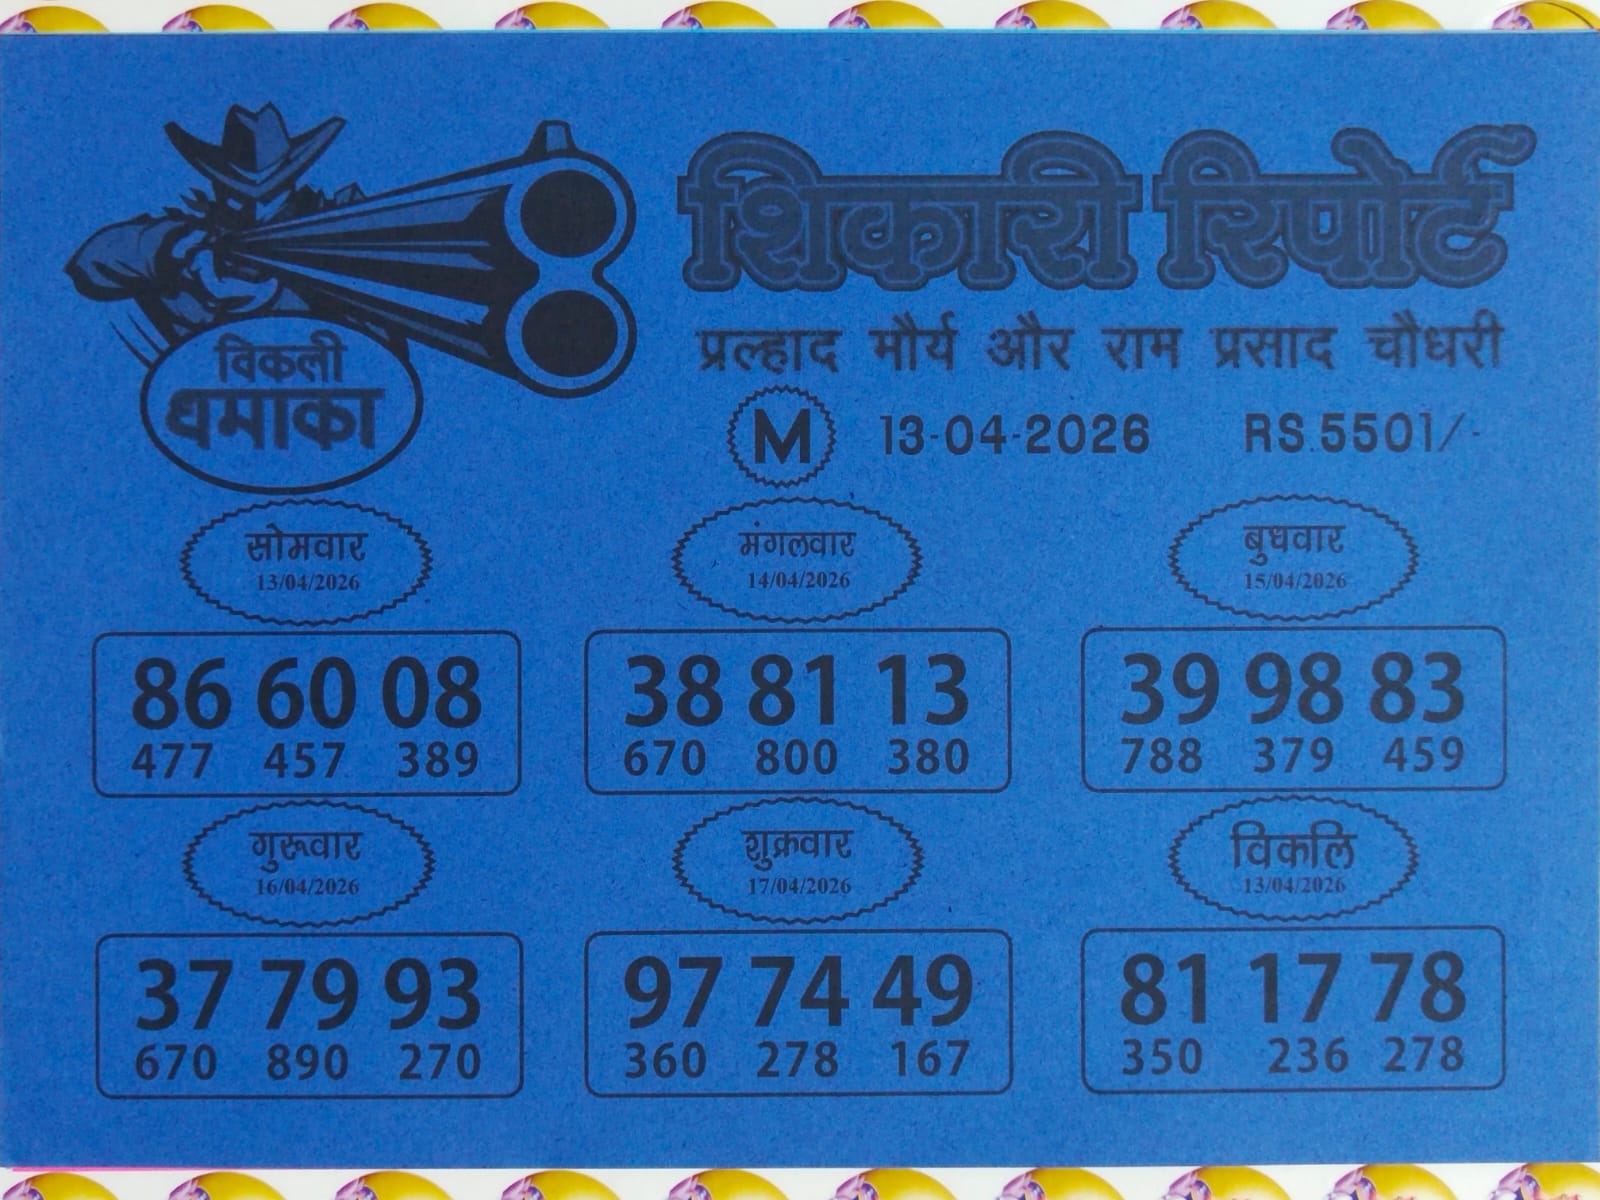 शिकारी रिपोर्ट
प्रल्हाद मौर्य और राम प्रसाद चौधरी
विकली
धमाका
M 13-04-2026 RS.5501/-
सोमवार
13/04/2026
86 60 08
477 457 389
मंगलवार
14/04/2026
38 81 13
670 800 380
बुधवार
15/04/2026
39 98 83
788 379 459
गुरूवार
16/04/2026
37 79 93
670 890 270
शुक्रवार
17/04/2026
97 74 49
360 278 167
विकलि
13/04/2026
81 17 78
350 236 278